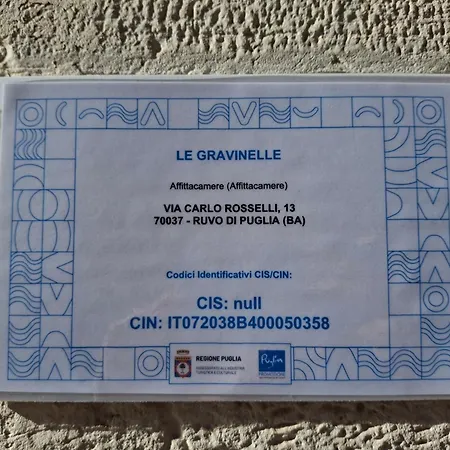 LE GRAVINELLE
Affittacamere (Affittacamere)
VIA CARLO ROSSELLI, 13
70037 - RUVO DI PUGLIA (BA)
Codici Identificativi CIS/CIN:
CIS: null
CIN: IT072038B400050358
REGIONE PUGLIA